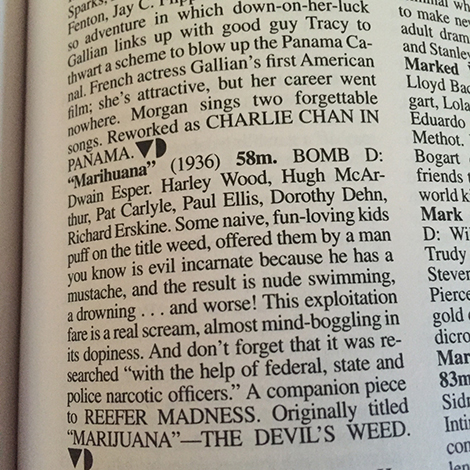 Sparks,
Fenton, Jay C.
so adventure in which down-on-her-luck
Gallian links up with good guy Tracy to
thwart a scheme to blow up the Panama Ca-
nal. French actress Gallian's first American
film; she's attractive, but her career went
nowhere. Morgan sings two forgettable
songs. Reworked as CHARLIE CHAN IN
PANAMA. VD
"Marihuana" (1936) 58m. BOMB D:
Dwain Esper. Harley Wood, Hugh McAr-
thur, Pat Carlyle, Paul Ellis, Dorothy Dehn,
Richard Erskine. Some naive, fun-loving kids
puff on the title weed, offered them by a man
you know is evil incarnate because he has a
mustache, and the result is nude swimming,
a drowning . . . and worse! This exploitation
fare is a real scream, almost mind-boggling in
its dopiness. And don't forget that it was re-
searched "with the help of federal, state and
police narcotic officers." A companion piece
to REEFER MADNESS. Originally titled
"MARIJUANA"—THE DEVIL'S WEED.
VD
to make new
adult dram
and Stanley
Marked
Lloyd Bac
gart, Lola
Eduardo
Methot.
Bogart
friends
world k
Mark
D: Wi
Trudy
Steven
Pierce
gold
dicro
Mar
83m
Sidn
Inti
con